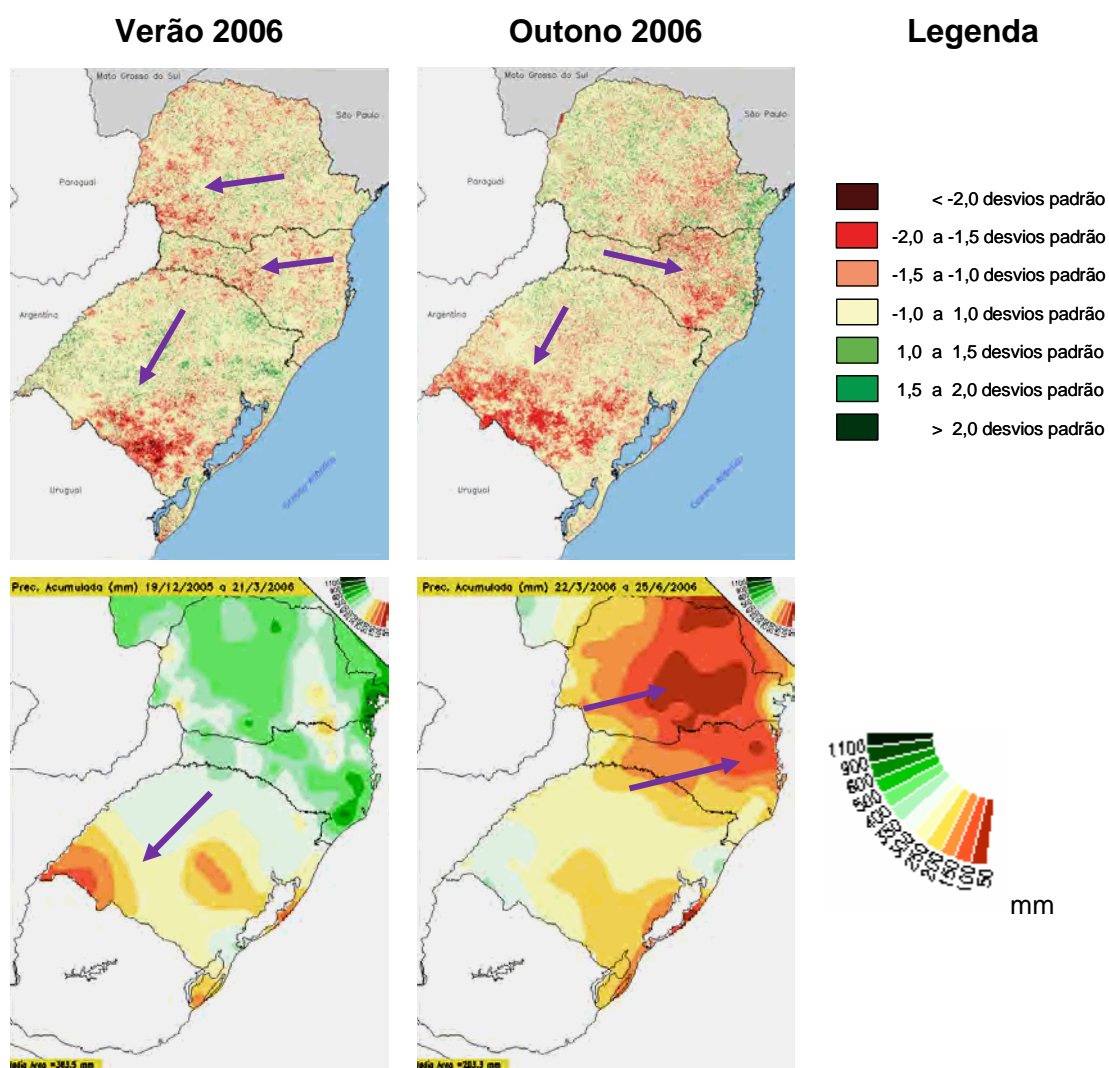 Verão 2006
Outono 2006
Legenda
Mato Grosso do Sul
São Paulo
Paraguai
Argentina
Uruguai
Mato Grosso do Sul
São Paulo
Paraguai
Argentina
Uruguai
< -2,0 desvios padrão
-2,0 a -1,5 desvios padrão
-1,5 a -1,0 desvios padrão
-1,0 a 1,0 desvios padrão
1,0 a 1,5 desvios padrão
1,5 a 2,0 desvios padrão
> 2,0 desvios padrão
Prec. Acumulada (mm) 19/12/2005 a 21/3/2006
Prec. Acumulada (mm) 22/3/2006 a 25/6/2006
1100
900
600
500
200
150
100
50
mm